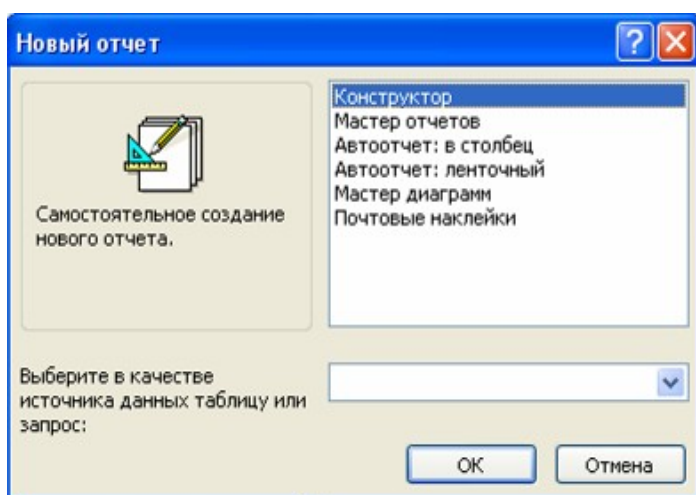 Новый отчет
Самостоятельное создание
нового отчета.
Конструктор
Мастер отчетов
Автоотчет: в столбец
Автоотчет: ленточный
Мастер диаграмм
Почтовые наклейки
Выберите в качестве
источника данных таблицу или
запрос:
ОК
Отмена